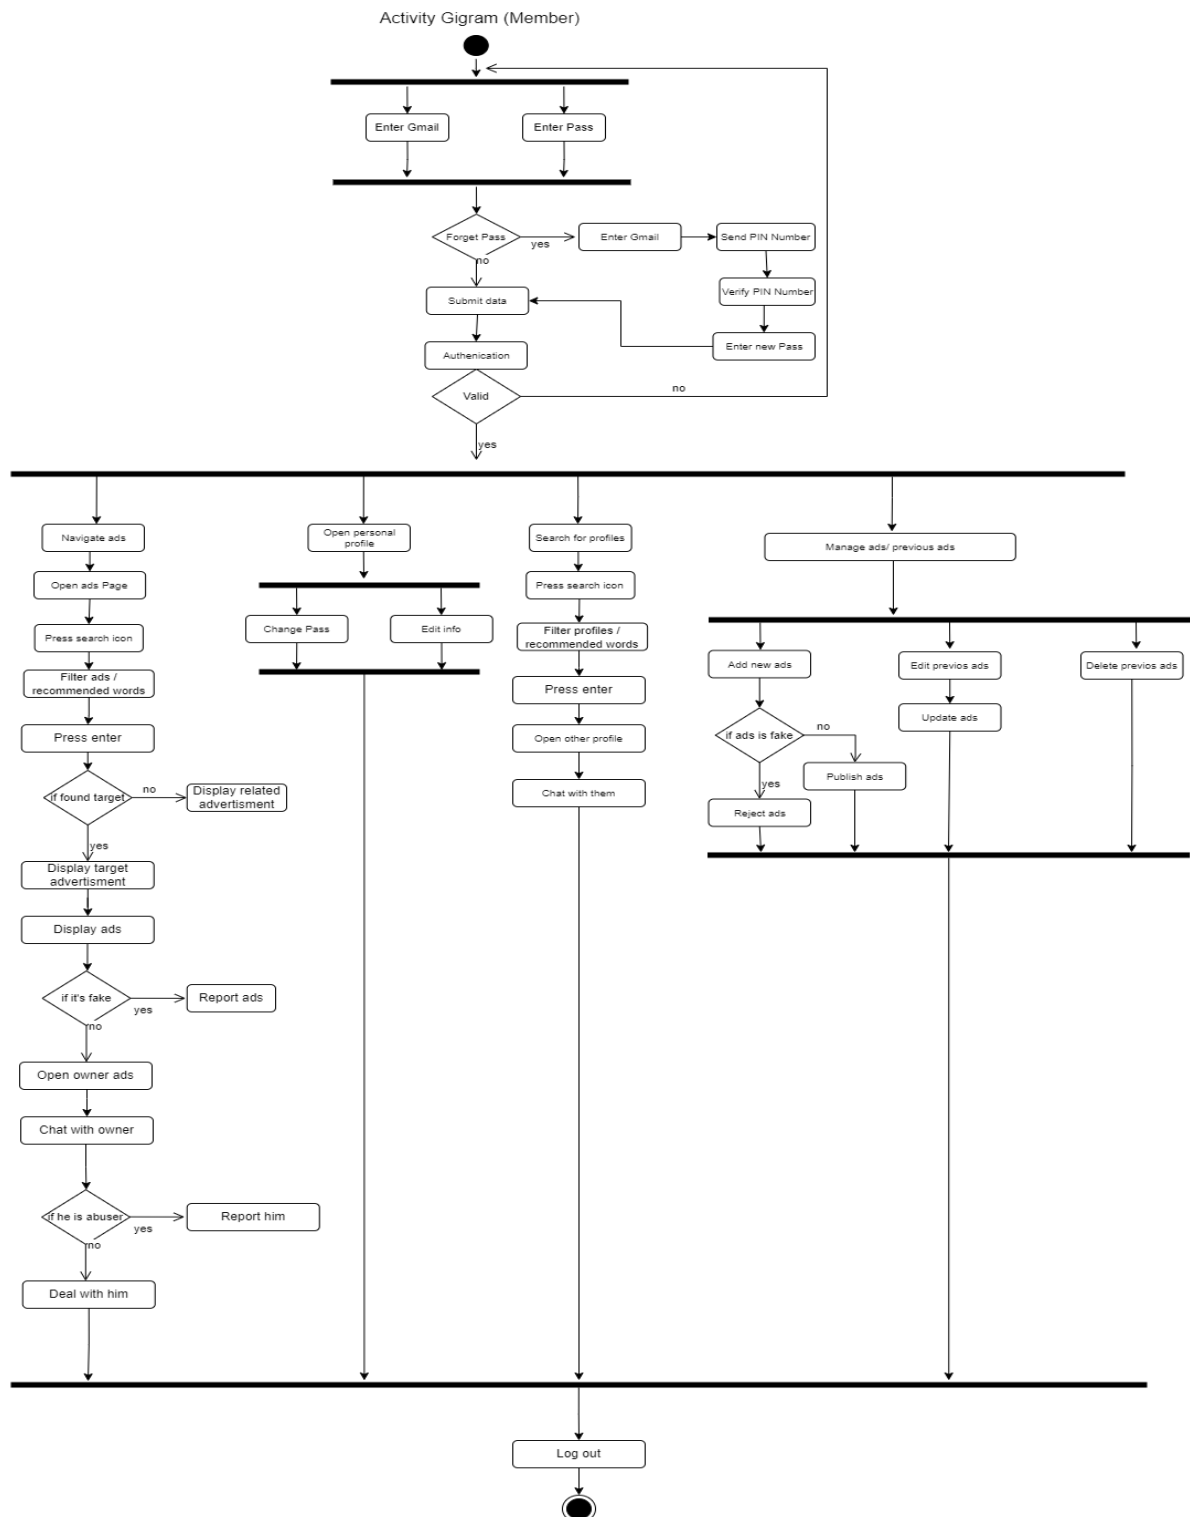 Activity Gigram (Member)
Enter Gmail
Enter Pass
Forget Pass
yes
Enter Gmail
Send PIN Number
no
Verify PIN Number
Submit data
Enter new Pass
Authenication
no
Valid
yes
Navigate ads
Open personal
profile
Search for profiles
Manage ads/ previous ads
Open ads Page
Press search icon
Press search icon
Change Pass
Edit info
Filter profiles /
recommended words
Filter ads /
recommended words
Press enter
Add new ads
Edit previos ads
Delete previos ads
Update ads
Press enter
Open other profile
if ads is fake
no
Publish ads
yes
Reject ads
if found target
no
Display related
advertisment
Chat with them
yes
Display target
advertisment
Display ads
if it's fake
yes
Report ads
no
Open owner ads
Chat with owner
if he is abuser
yes
Report him
no
Deal with him
Log out